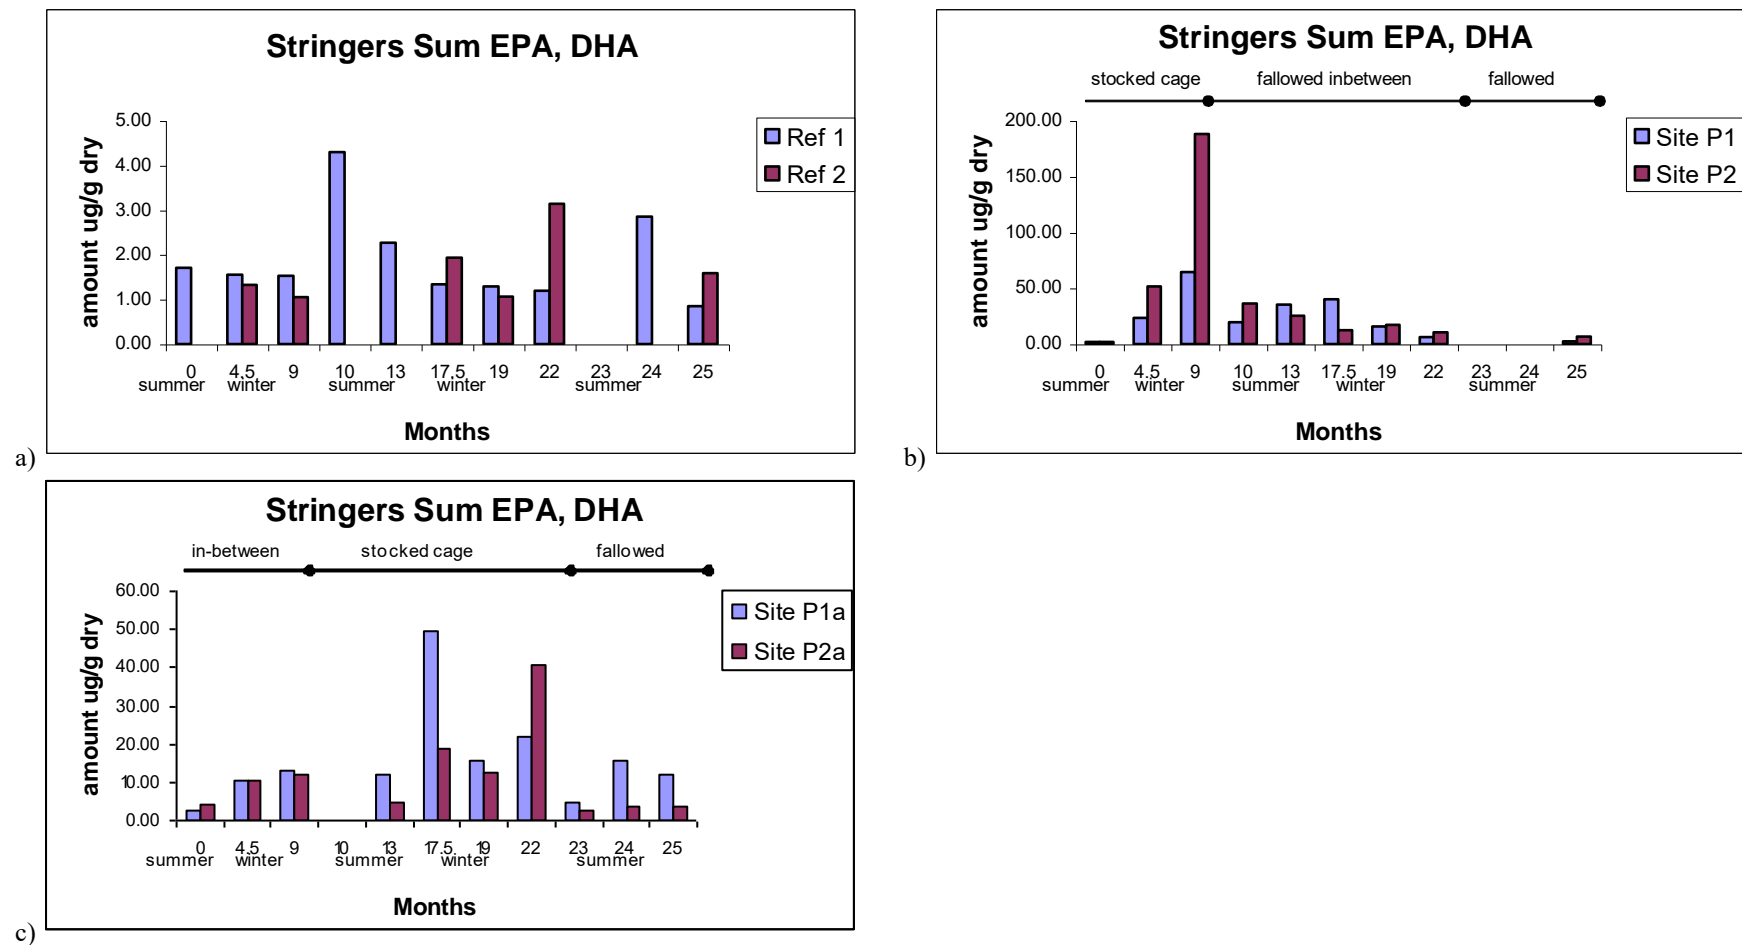 Stringers Sum EPA, DHA
5.00
4.00
3.00
2.00
1.00
0.00
amount ug/g dry
Ref 1
Ref 2
0 4.5 9 10 13 17.5 19 22 23 24 25
summer winter summer winter summer
Months
a)
Stringers Sum EPA, DHA
stocked cage fallowed inbetween fallowed
200.00
150.00
100.00
50.00
0.00
amount ug/g dry
Site P1
Site P2
0 4.5 9 10 13 17.5 19 22 23 24 25
summer winter summer winter summer
Months
b)
Stringers Sum EPA, DHA
in-between stocked cage fallowed
60.00
50.00
40.00
30.00
20.00
10.00
0.00
amount ug/g dry
Site P1a
Site P2a
0 4.5 9 10 13 17.5 19 22 23 24 25
summer winter summer winter summer
Months
c)